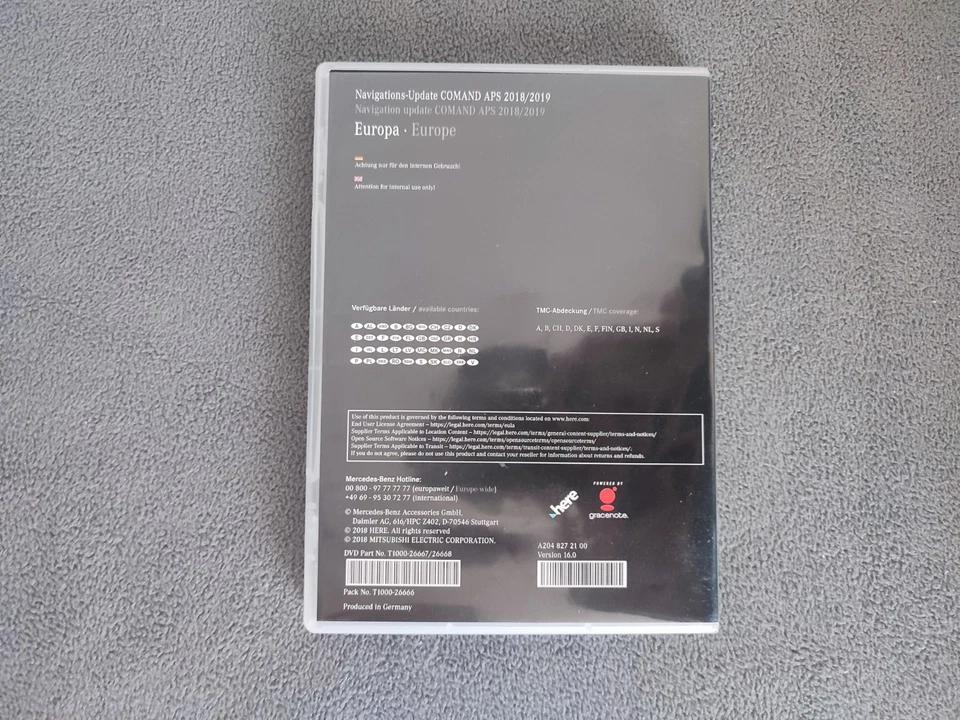 Navigations-Update COMAND APS 2018/2019
Navigation update COMAND APS 2018/2019
Europa · Europe
Achtung nur für den internen Gebrauch!
Attention for internal use only!
Verfügbare Länder / available countries:
TMC-Abdeckung / TMC coverage:
A, B, CH, D, DK, E, F, FIN, GB, I, N, NL, S
Use of this product is governed by the following terms and conditions located on www.here.com:
End User License Agreement – https://legal.here.com/terms/eula
Supplier Terms Applicable to Location Content – https://legal.here.com/terms/general-content-supplier/terms-and-notices/
Open Source Software Notices – https://legal.here.com/terms/opensourceterms/opensourceterms/
Supplier Terms Applicable to Transit – https://legal.here.com/terms/transit-content-supplier/terms-and-notices/.
If you do not agree, please do not use this product and contact your reseller for information about returns and refunds.
Mercedes-Benz Hotline:
00 800 - 97 77 77 77 (europaweit / Europe-wide)
+49 69 - 95 30 72 77 (international)
© Mercedes-Benz Accessories GmbH,
Daimler AG, 616/HPC Z402, D-70546 Stuttgart
© 2018 HERE. All rights reserved
© 2018 MITSUBISHI ELECTRIC CORPORATION.
DVD Part No. T1000-26667/26668
Pack No. T1000-26666
Produced in Germany
here
POWERED BY
gracenote.
A204 827 21 00
Version 16.0